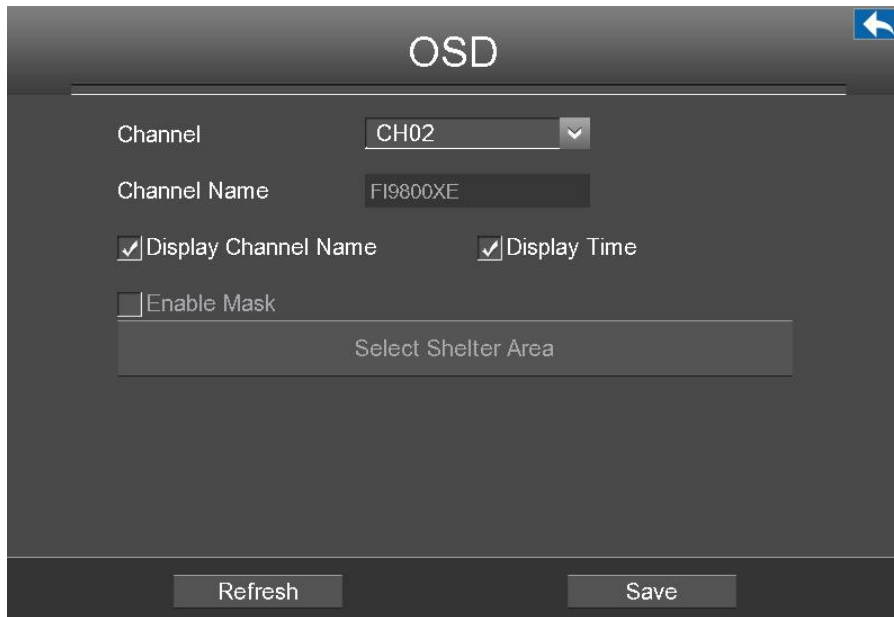 OSD
Channel CH02
Channel Name FI9800XE
Display Channel Name Display Time
Enable Mask
Select Shelter Area
Refresh Save